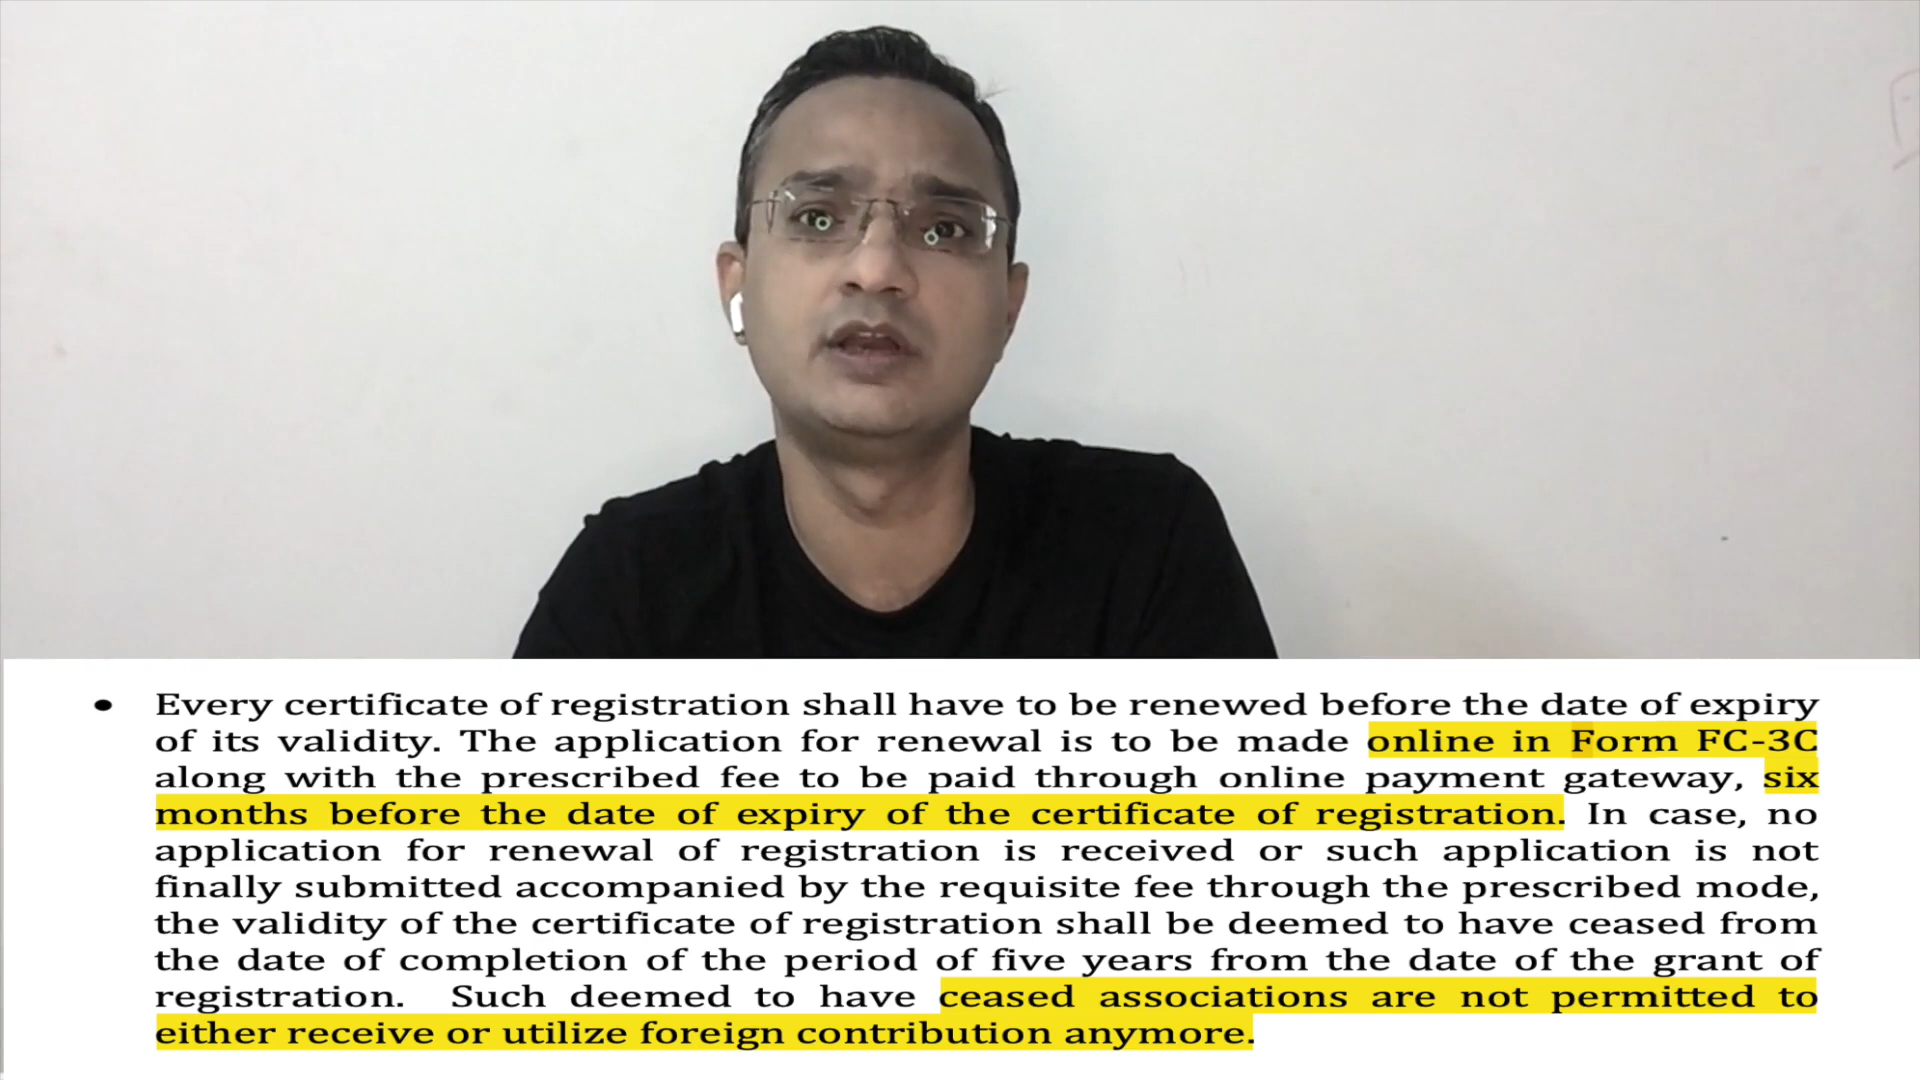 • Every certificate of registration shall have to be renewed before the date of expiry
of its validity. The application for renewal is to be made online in Form FC-3C
along with the prescribed fee to be paid through online payment gateway, six
months before the date of expiry of the certificate of registration. In case, no
application for renewal of registration is received or such application is not
finally submitted accompanied by the requisite fee through the prescribed mode,
the validity of the certificate of registration shall be deemed to have ceased from
the date of completion of the period of five years from the date of the grant of
registration. Such deemed to have ceased associations are not permitted to
either receive or utilize foreign contribution anymore.